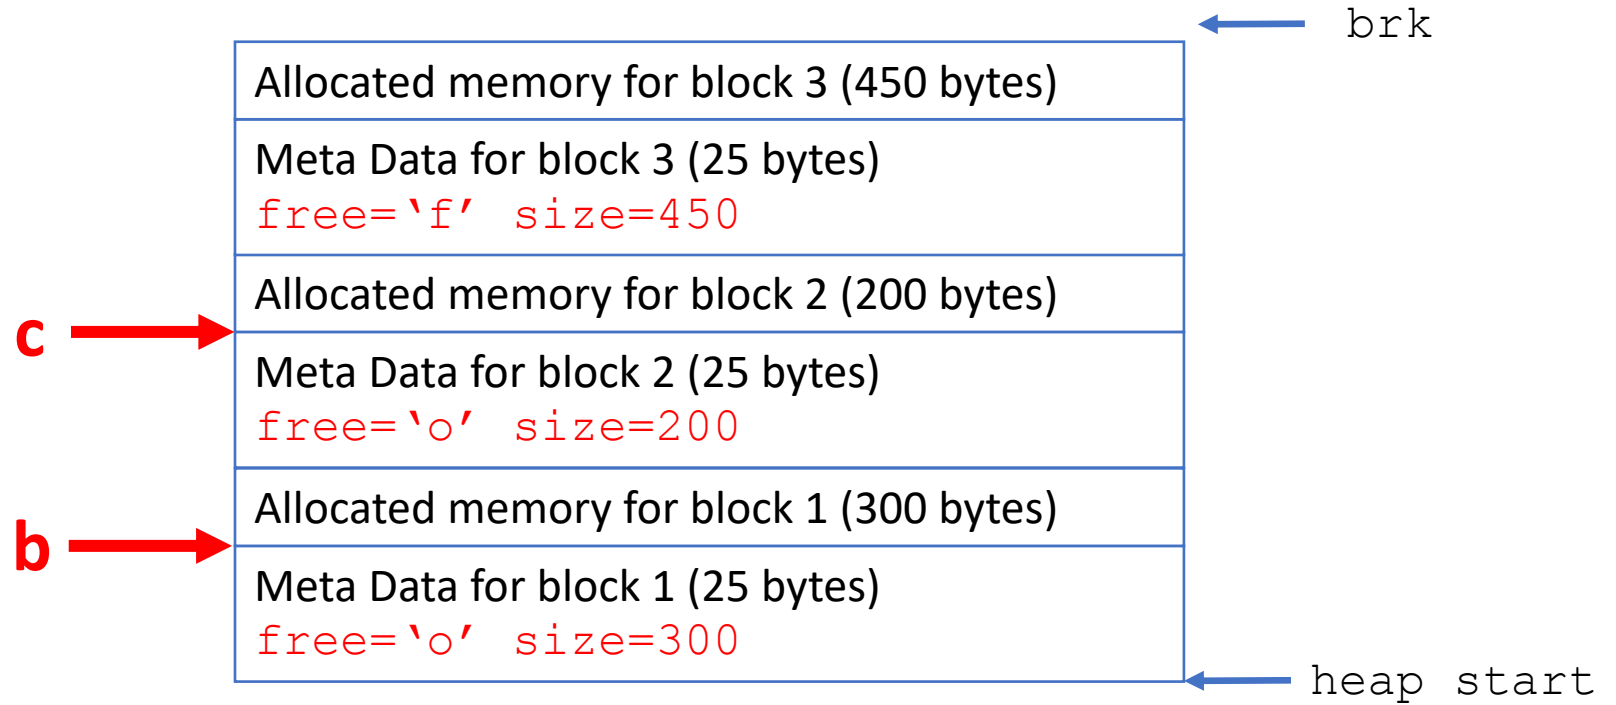 brk
Allocated memory for block 3 (450 bytes)
Meta Data for block 3 (25 bytes)
free=‘f’ size=450
Allocated memory for block 2 (200 bytes)
c
Meta Data for block 2 (25 bytes)
free=‘o’ size=200
Allocated memory for block 1 (300 bytes)
b
Meta Data for block 1 (25 bytes)
free=‘o’ size=300
heap start